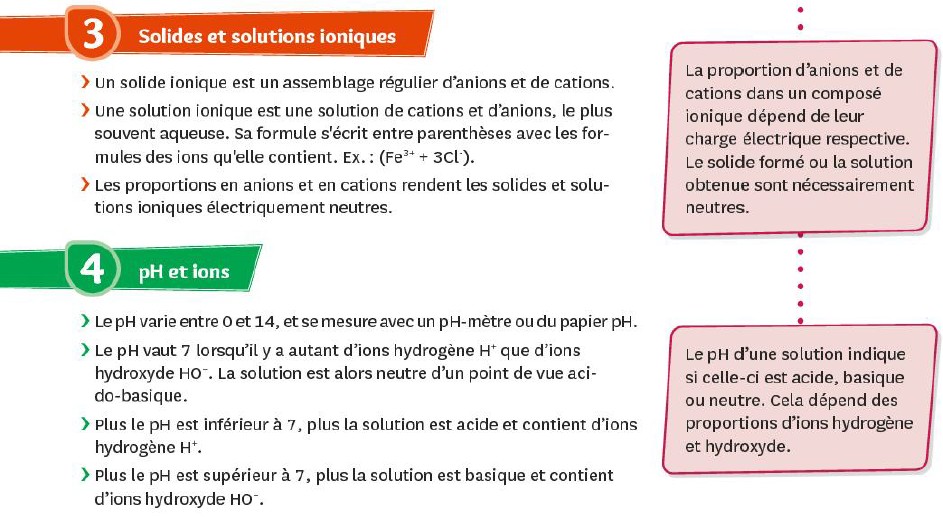 3 Solides et solutions ioniques
❯ Un solide ionique est un assemblage régulier d'anions et de cations.
❯ Une solution ionique est une solution de cations et d'anions, le plus
souvent aqueuse. Sa formule s'écrit entre parenthèses avec les for-
mules des ions qu'elle contient. Ex. : (Fe³⁺ + 3Cl⁻).
❯ Les proportions en anions et en cations rendent les solides et solu-
tions ioniques électriquement neutres.
La proportion d'anions et de
cations dans un composé
ionique dépend de leur
charge électrique respective.
Le solide formé ou la solution
obtenue sont nécessairement
neutres.
4 pH et ions
❯ Le pH varie entre 0 et 14, et se mesure avec un pH-mètre ou du papier pH.
❯ Le pH vaut 7 lorsqu'il y a autant d'ions hydrogène H⁺ que d'ions
hydroxyde HO⁻. La solution est alors neutre d'un point de vue aci-
do-basique.
❯ Plus le pH est inférieur à 7, plus la solution est acide et contient d'ions
hydrogène H⁺.
❯ Plus le pH est supérieur à 7, plus la solution est basique et contient
d'ions hydroxyde HO⁻.
Le pH d'une solution indique
si celle-ci est acide, basique
ou neutre. Cela dépend des
proportions d'ions hydrogène
et hydroxyde.